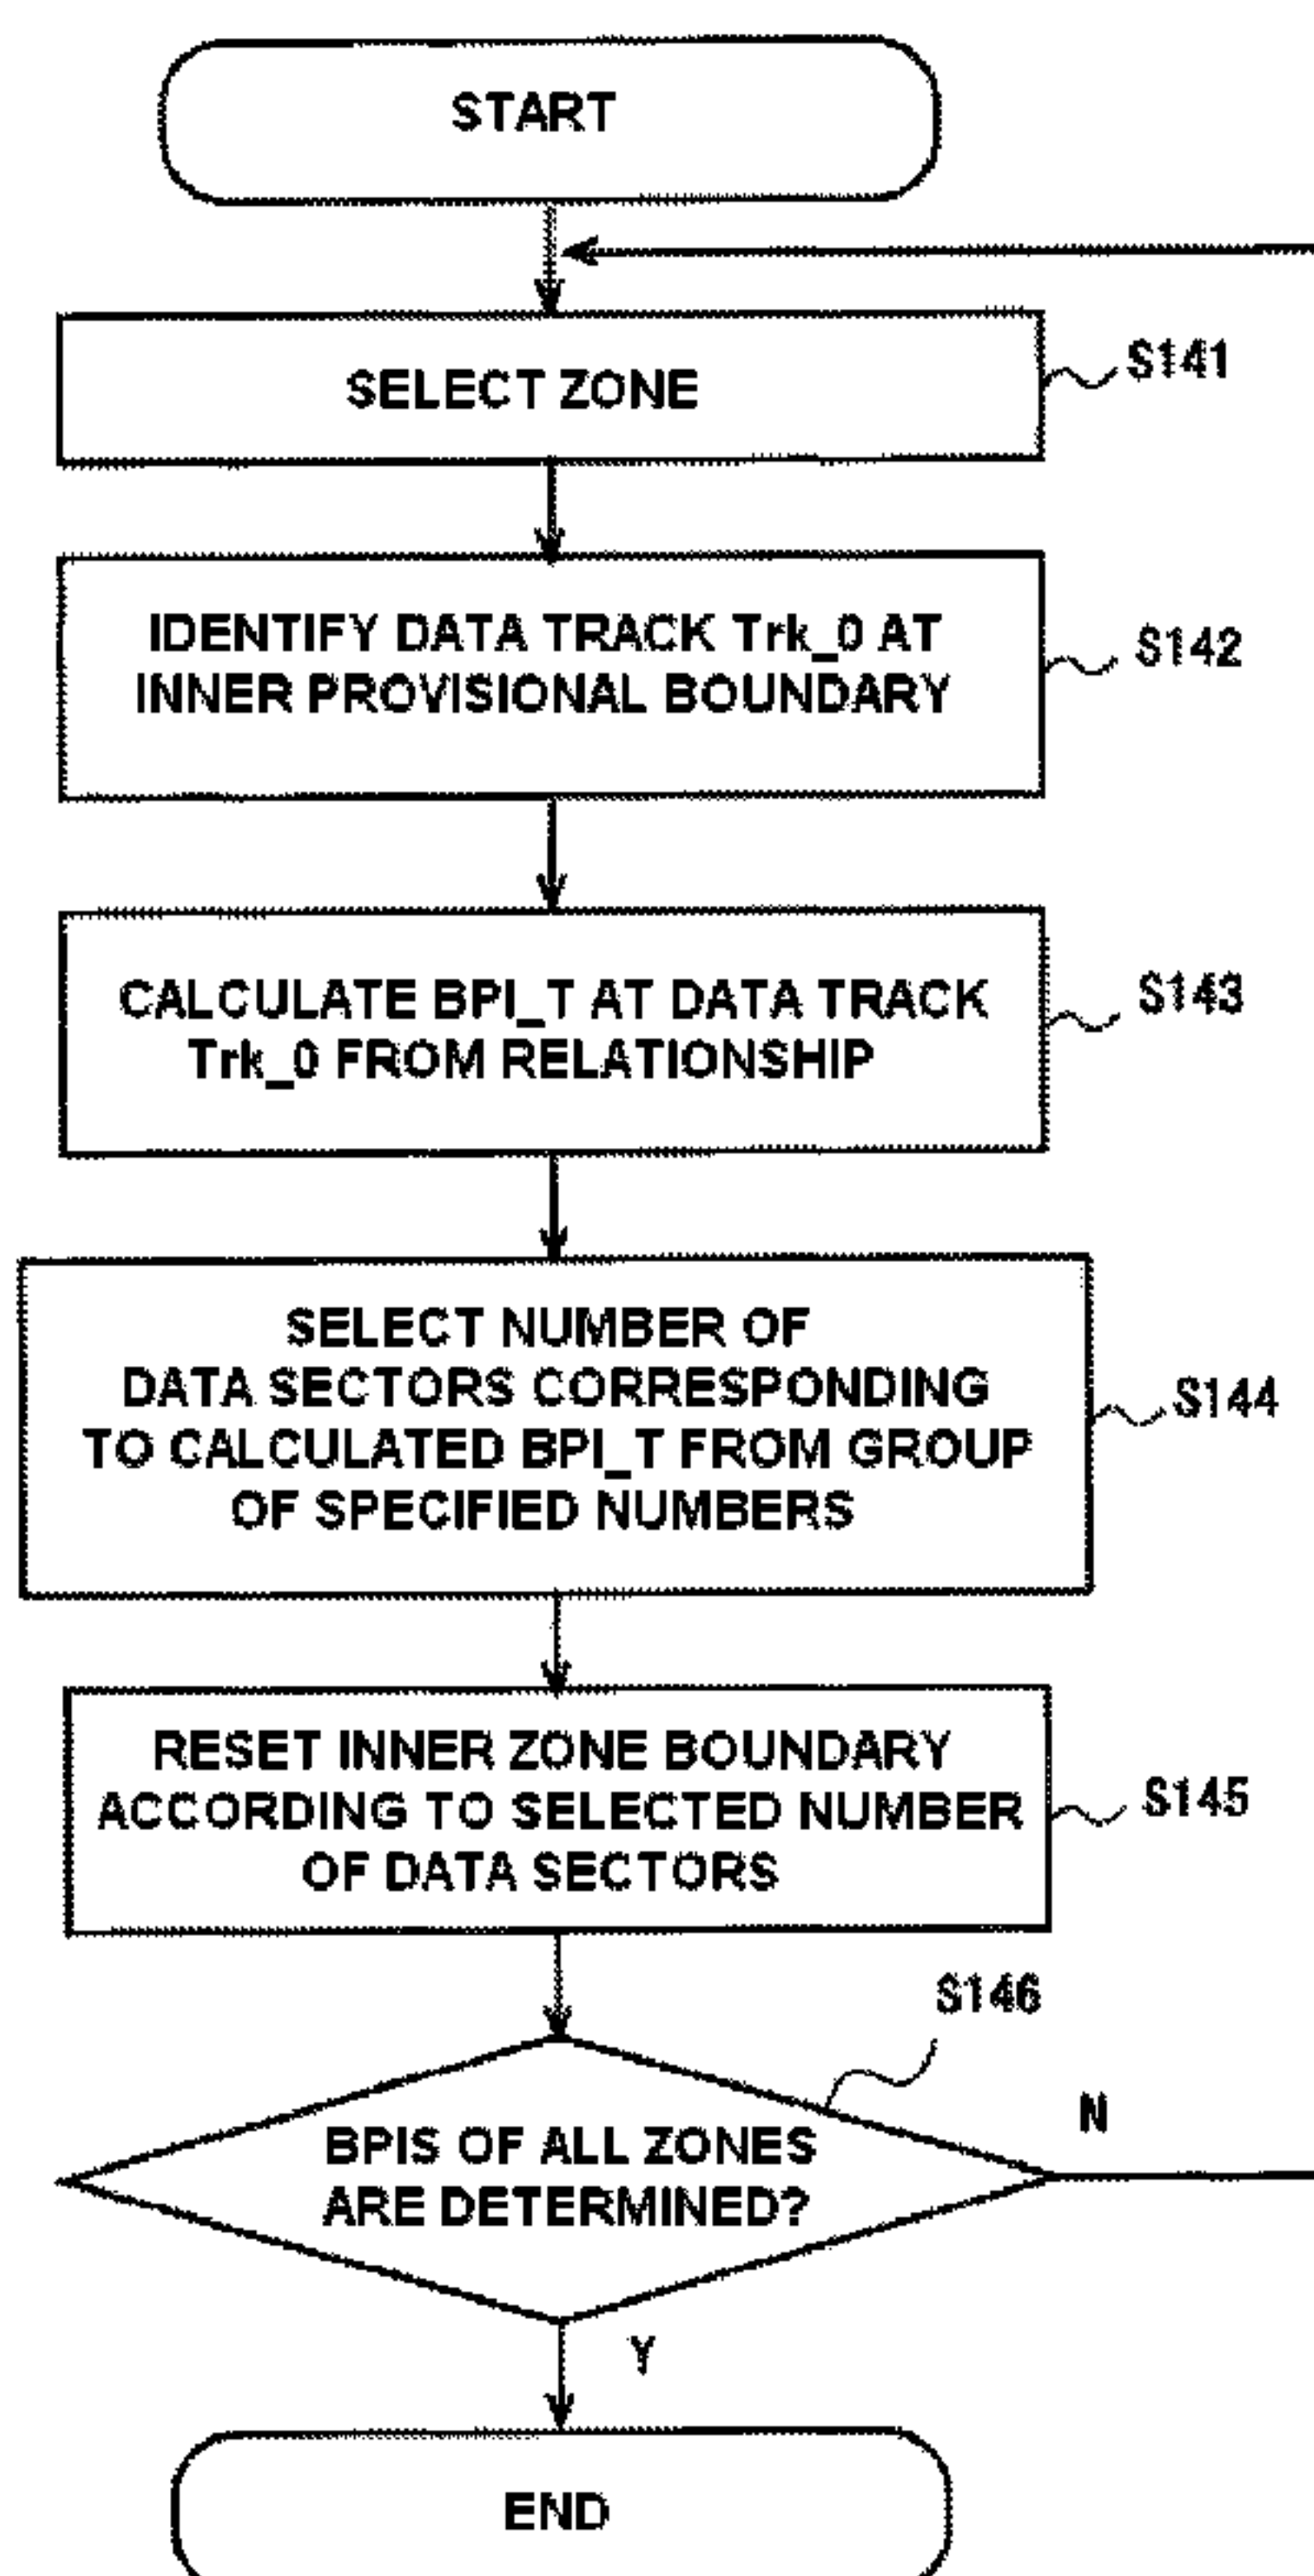 START
SELECT ZONE
S141
IDENTIFY DATA TRACK Trk_0 AT
INNER PROVISIONAL BOUNDARY
S142
CALCULATE BPI_T AT DATA TRACK
Trk_0 FROM RELATIONSHIP
S143
SELECT NUMBER OF
DATA SECTORS CORRESPONDING
TO CALCULATED BPI_T FROM GROUP
OF SPECIFIED NUMBERS
S144
RESET INNER ZONE BOUNDARY
ACCORDING TO SELECTED NUMBER
OF DATA SECTORS
S145
S146
BPIS OF ALL ZONES
ARE DETERMINED?
N
Y
END